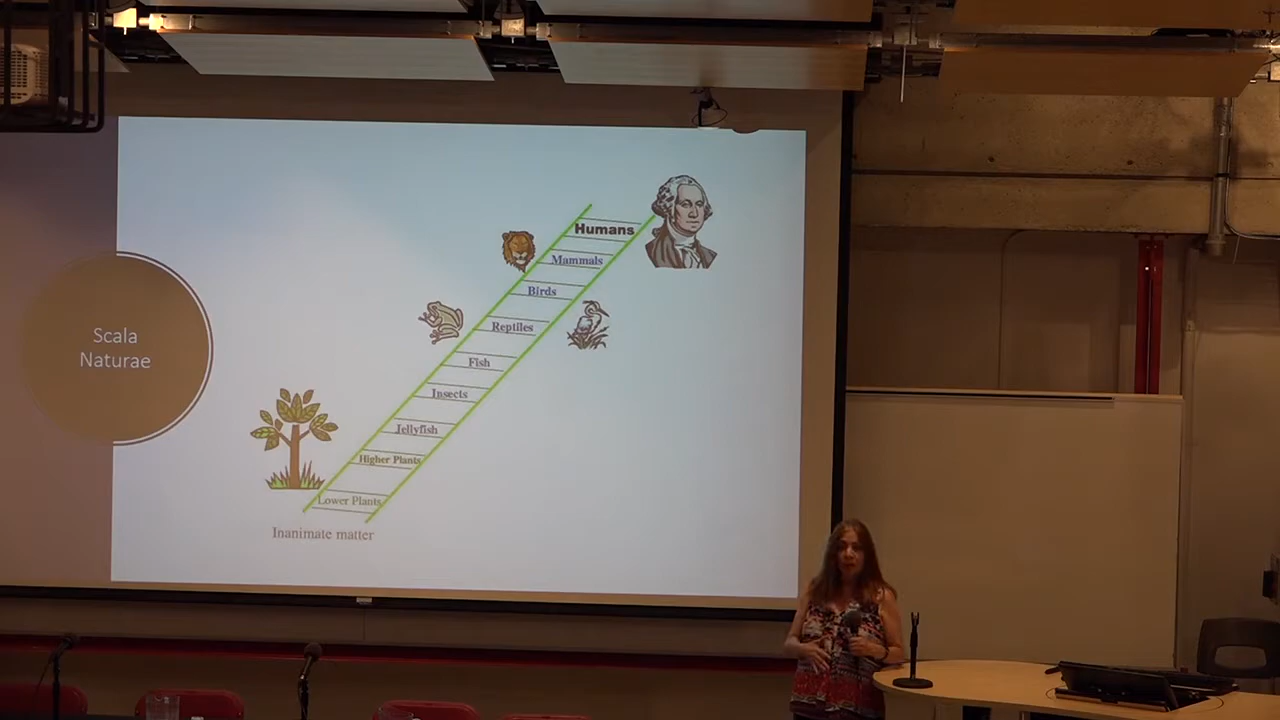 Scala
Naturae
Humans
Mammals
Birds
Reptiles
Fish
Insects
Jellyfish
Higher Plants
Lower Plants
Inanimate matter